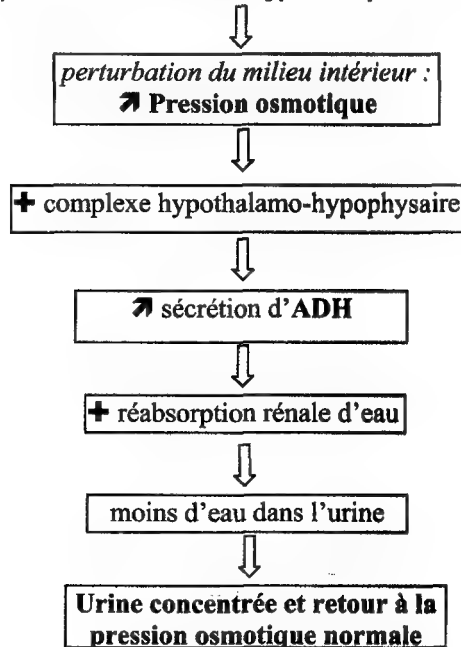 perturbation du milieu intérieur :
↗ Pression osmotique
+ complexe hypothalamo-hypophysaire
↗ sécrétion d'ADH
+ réabsorption rénale d'eau
moins d'eau dans l'urine
Urine concentrée et retour à la
pression osmotique normale